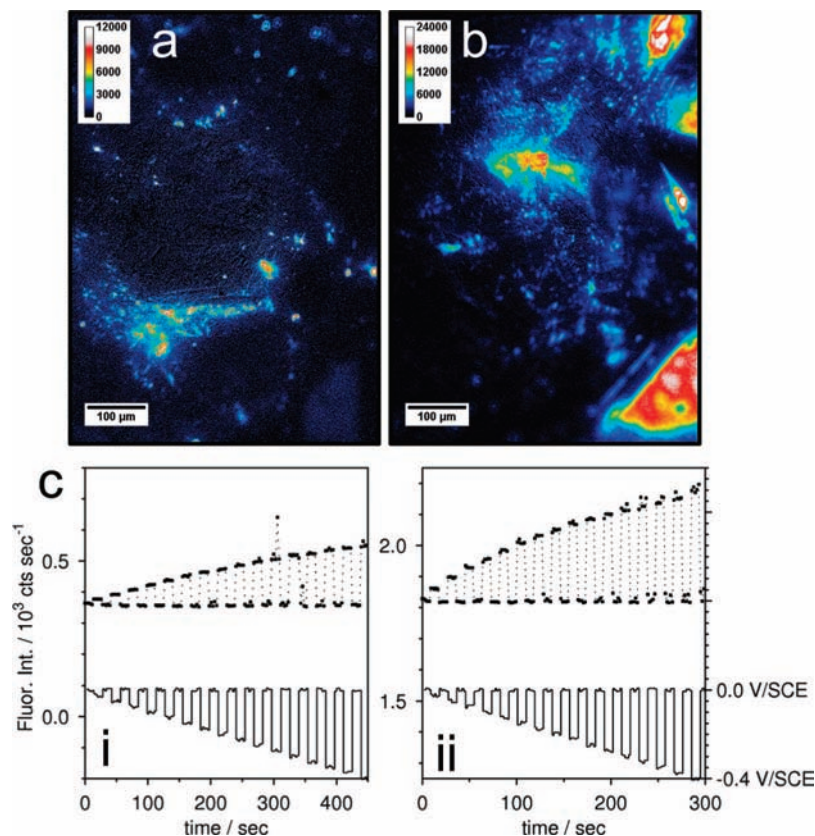 a
12000
9000
6000
3000
0
100 µm
b
24000
18000
12000
6000
0
100 µm
c
Fluor. Int. / 10³ cts sec⁻¹
0.5
0.0
i
0 100 200 300 400
time / sec
2.0
1.5
ii
0 100 200 300
time / sec
0.0 V/SCE
-0.4 V/SCE